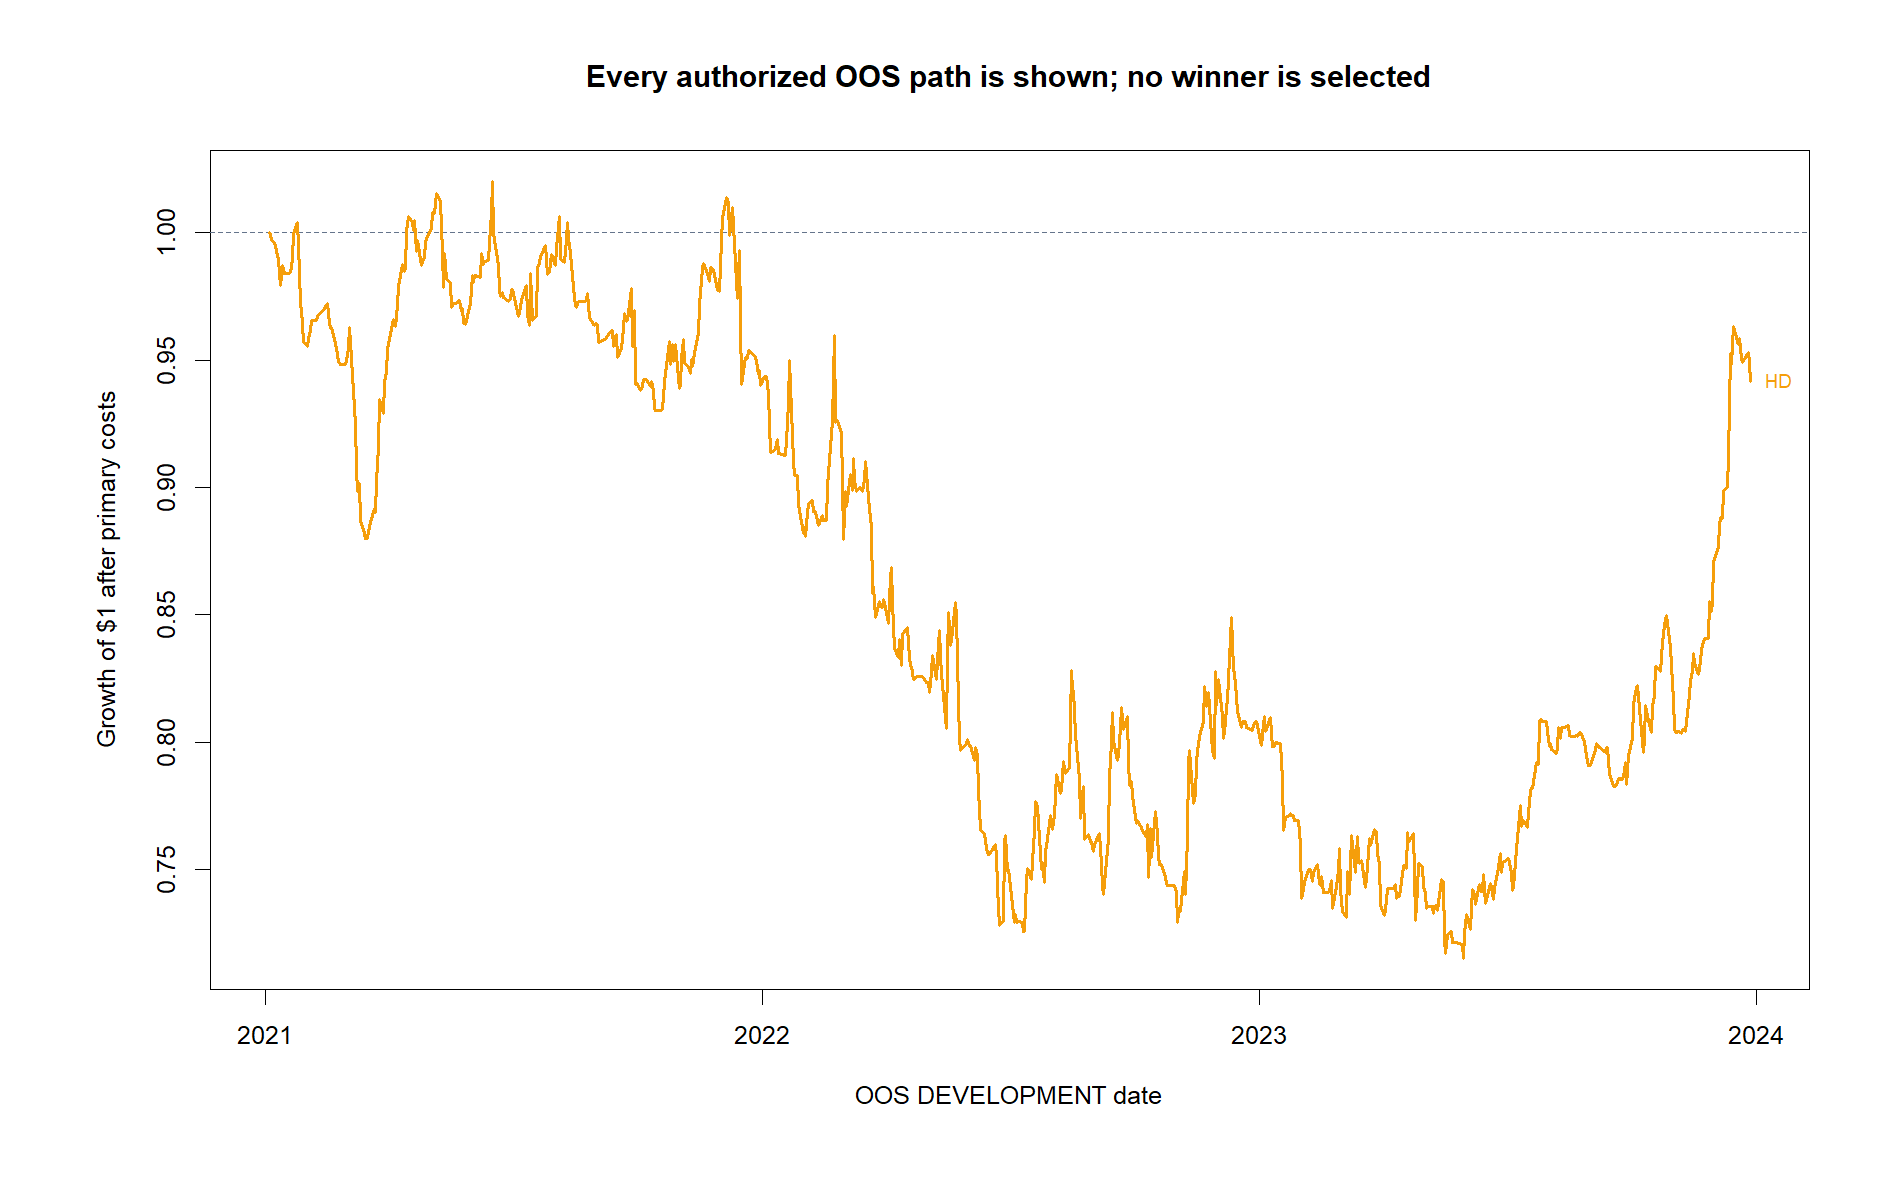 Every authorized OOS path is shown; no winner is selected
Growth of $1 after primary costs
1.00
0.95
0.90
0.85
0.80
0.75
HD
2021
2022
2023
2024
OOS DEVELOPMENT date